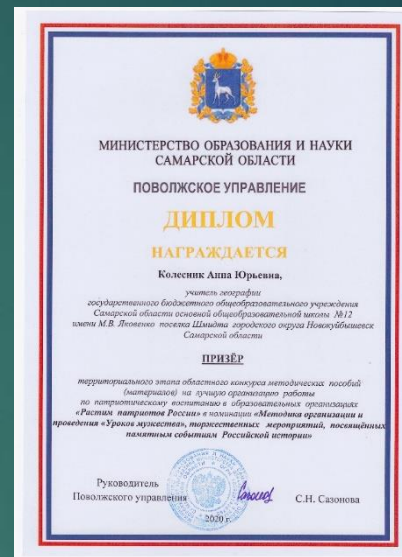 МИНИСТЕРСТВО ОБРАЗОВАНИЯ И НАУКИ
САМАРСКОЙ ОБЛАСТИ
ПОВОЛЖСКОЕ УПРАВЛЕНИЕ
ДИПЛОМ
НАГРАЖДАЕТСЯ
Колесник Анна Юрьевна,
учитель географии
государственного бюджетного общеобразовательного учреждения
Самарской области основной общеобразовательной школы №12
имени М.В. Яковенко поселка Шмидта городского округа Новокуйбышевск
Самарской области
ПРИЗЁР
территориального этапа областного конкурса методических пособий
(материалов) на лучшую организацию работы
по патриотическому воспитанию в образовательных организациях
«Растим патриотов России» в номинации «Методика организации и
проведения «Уроков мужества», торжественных мероприятий, посвящённых
памятным событиям Российской истории»
Руководитель
Поволжского управления
С.Н. Сазонова
2020 г.